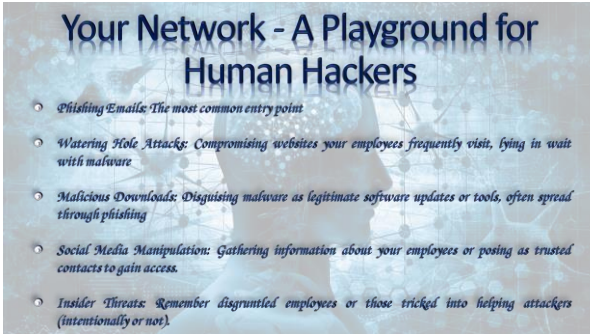 Your Network - A Playground for
Human Hackers
Phishing Emails: The most common entry point
Watering Hole Attacks: Compromising websites your employees frequently visit, lying in wait
with malware
Malicious Downloads: Disguising malware as legitimate software updates or tools, often spread
through phishing
Social Media Manipulation: Gathering information about your employees or posing as trusted
contacts to gain access.
Insider Threats: Remember disgruntled employees or those tricked into helping attackers
(intentionally or not).